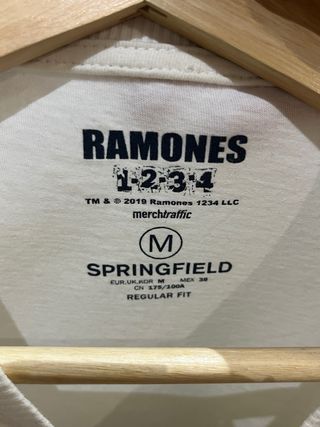 RAMONES
1-2-3-4
TM & © 2019 Ramones 1234 LLC
merchtraffic
M
SPRINGFIELD
EUR.UK.KOR M MEX 38
CN 175/100A
REGULAR FIT